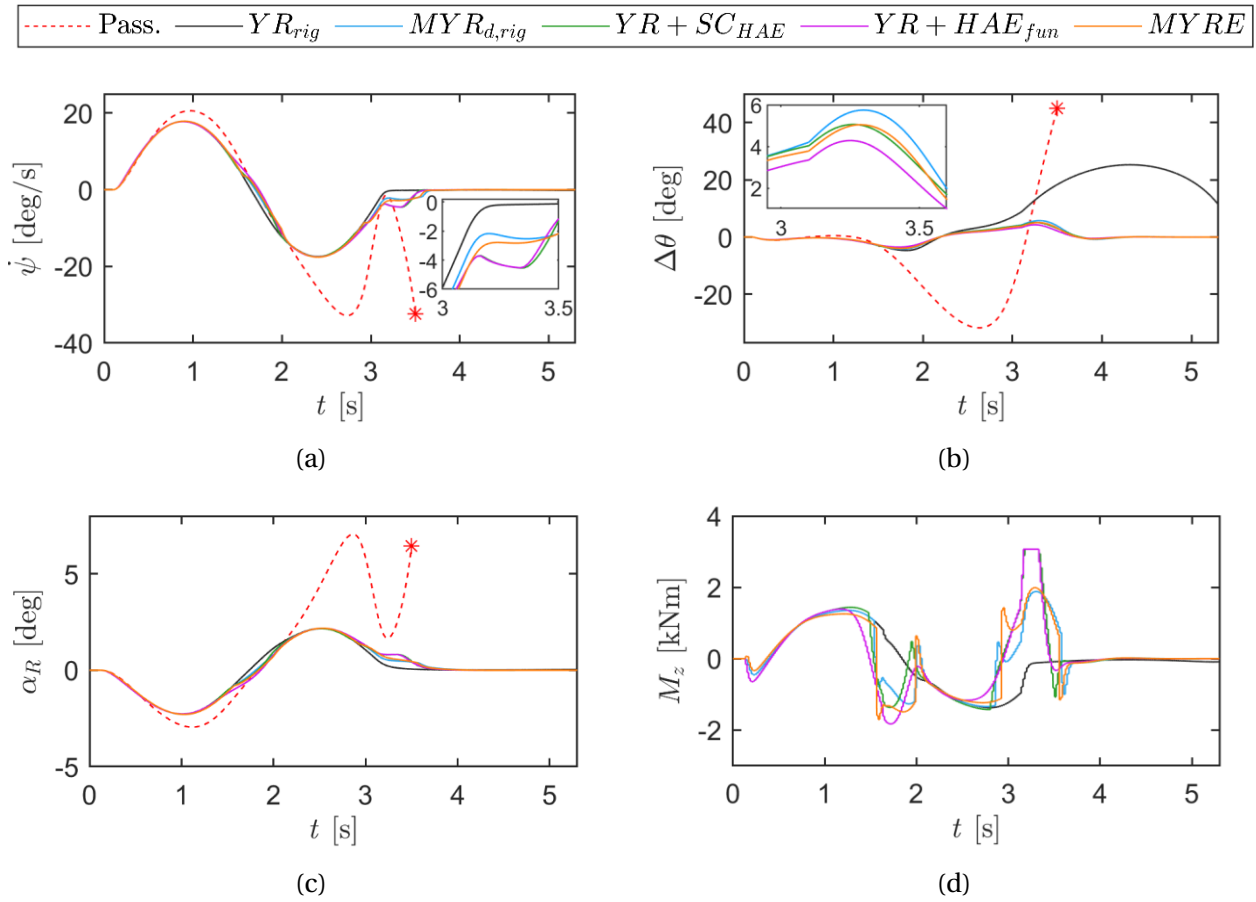 Pass. YR_rig MYR_d,rig YR + SC_HAE YR + HAE_fun MYRE
20
0
-20
-40
ψ̇ [deg/s]
0
-2
-4
-6
3 3.5
0 1 2 3 4 5
t [s]
(a)
40
20
0
-20
Δθ [deg]
6
4
2
3 3.5
0 1 2 3 4 5
t [s]
(b)
5
0
-5
α_R [deg]
0 1 2 3 4 5
t [s]
(c)
4
2
0
-2
M_z [kNm]
0 1 2 3 4 5
t [s]
(d)